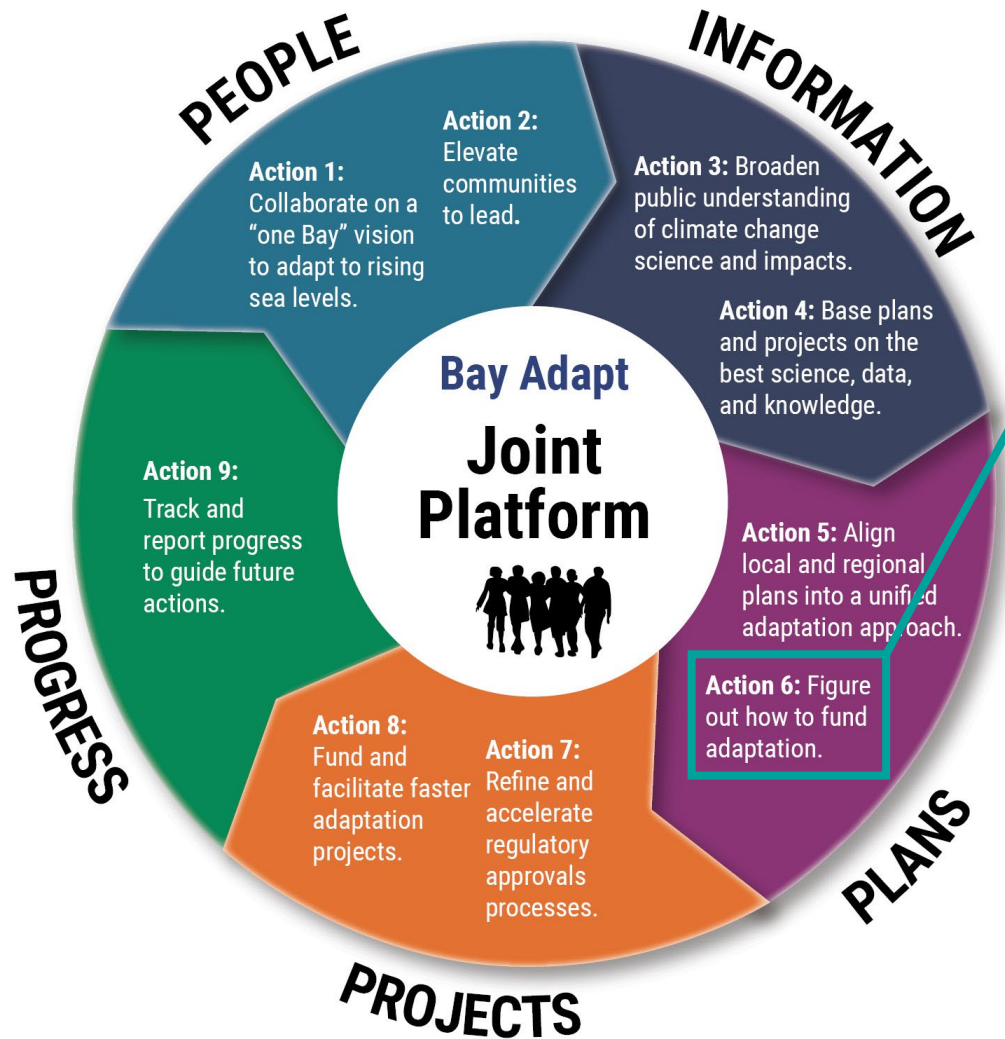 PEOPLE
INFORMATION
Action 1:
Collaborate on a
“one Bay” vision
to adapt to rising
sea levels.
Action 2:
Elevate
communities
to lead.
Action 3: Broaden
public understanding
of climate change
science and impacts.
Action 4: Base plans
and projects on the
best science, data,
and knowledge.
Bay Adapt
Joint
Platform
Action 5: Align
local and regional
plans into a unified
adaptation approach.
Action 6: Figure
out how to fund
adaptation.
PLANS
Action 7:
Refine and
accelerate
regulatory
approvals
processes.
Action 8:
Fund and
facilitate faster
adaptation
projects.
PROJECTS
Action 9:
Track and
report progress
to guide future
actions.
PROGRESS